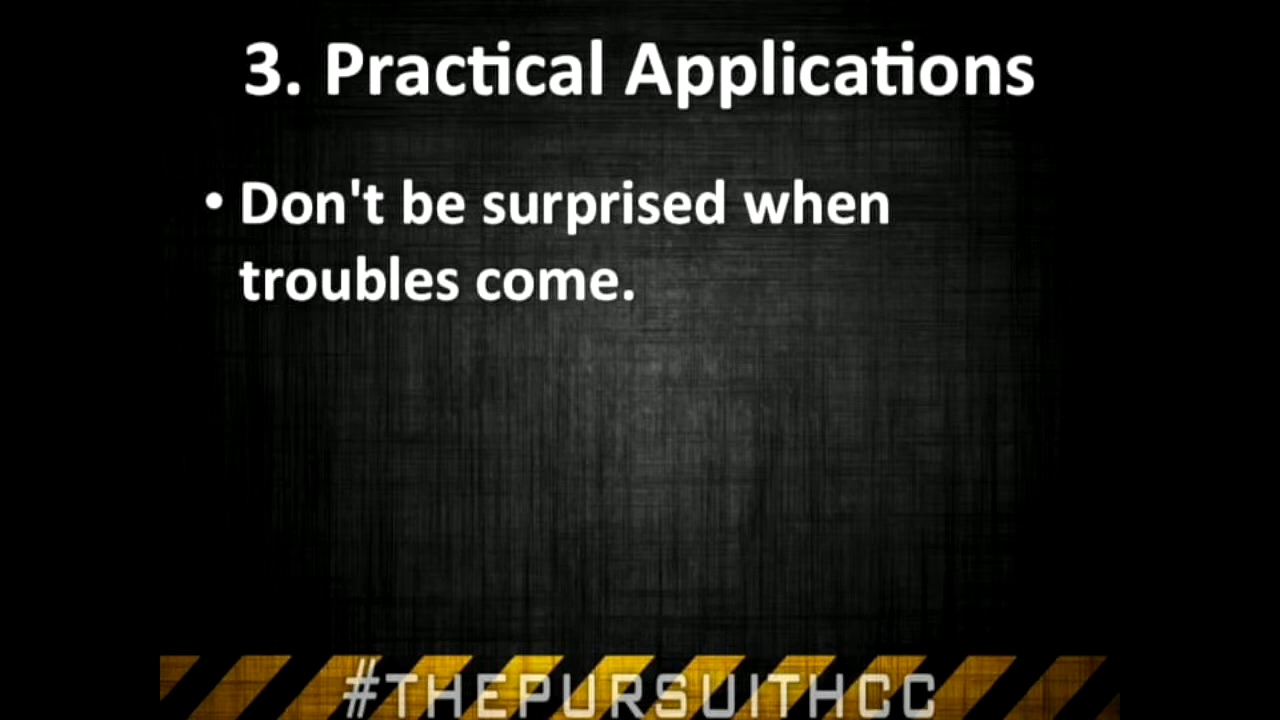 3. Practical Applications
• Don't be surprised when
troubles come.
#THEPURSUITHCC